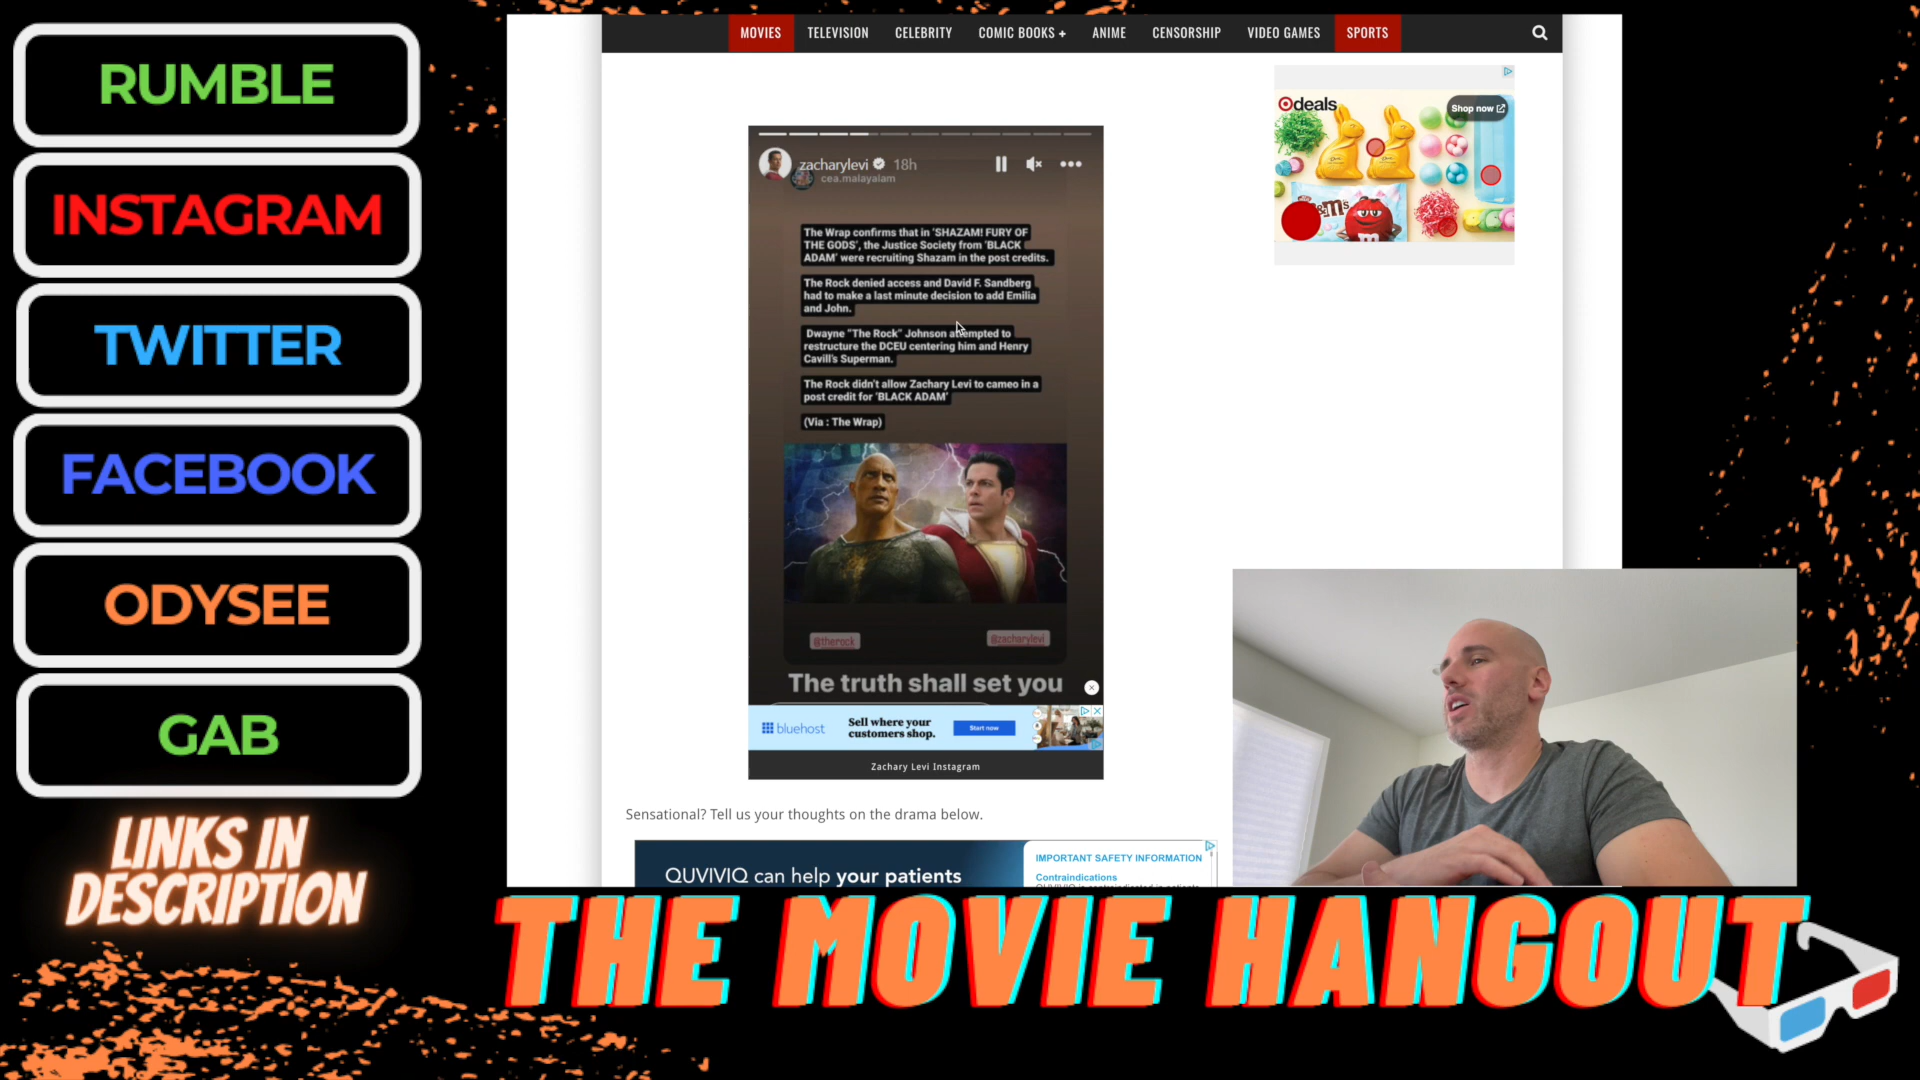 RUMBLE
INSTAGRAM
TWITTER
FACEBOOK
ODYSEE
GAB
LINKS IN
DESCRIPTION
MOVIES TELEVISION CELEBRITY COMIC BOOKS + ANIME CENSORSHIP VIDEO GAMES SPORTS
deals
Shop now
m&m's
zacharylevi 18h
cea.malayalam
The Wrap confirms that in 'SHAZAM! FURY OF
THE GODS', the Justice Society from 'BLACK
ADAM' were recruiting Shazam in the post credits.
The Rock denied access and David F. Sandberg
had to make a last minute decision to add Emilia
and John.
Dwayne "The Rock" Johnson attempted to
restructure the DCEU centering him and Henry
Cavill's Superman.
The Rock didn't allow Zachary Levi to cameo in a
post credit for 'BLACK ADAM'
(Via : The Wrap)
@therock
@zacharylevi
The truth shall set you
bluehost
Sell where your
customers shop.
Start now
Zachary Levi Instagram
Sensational? Tell us your thoughts on the drama below.
QUVIVIQ can help your patients
IMPORTANT SAFETY INFORMATION
Contraindications
THE MOVIE HANGOUT